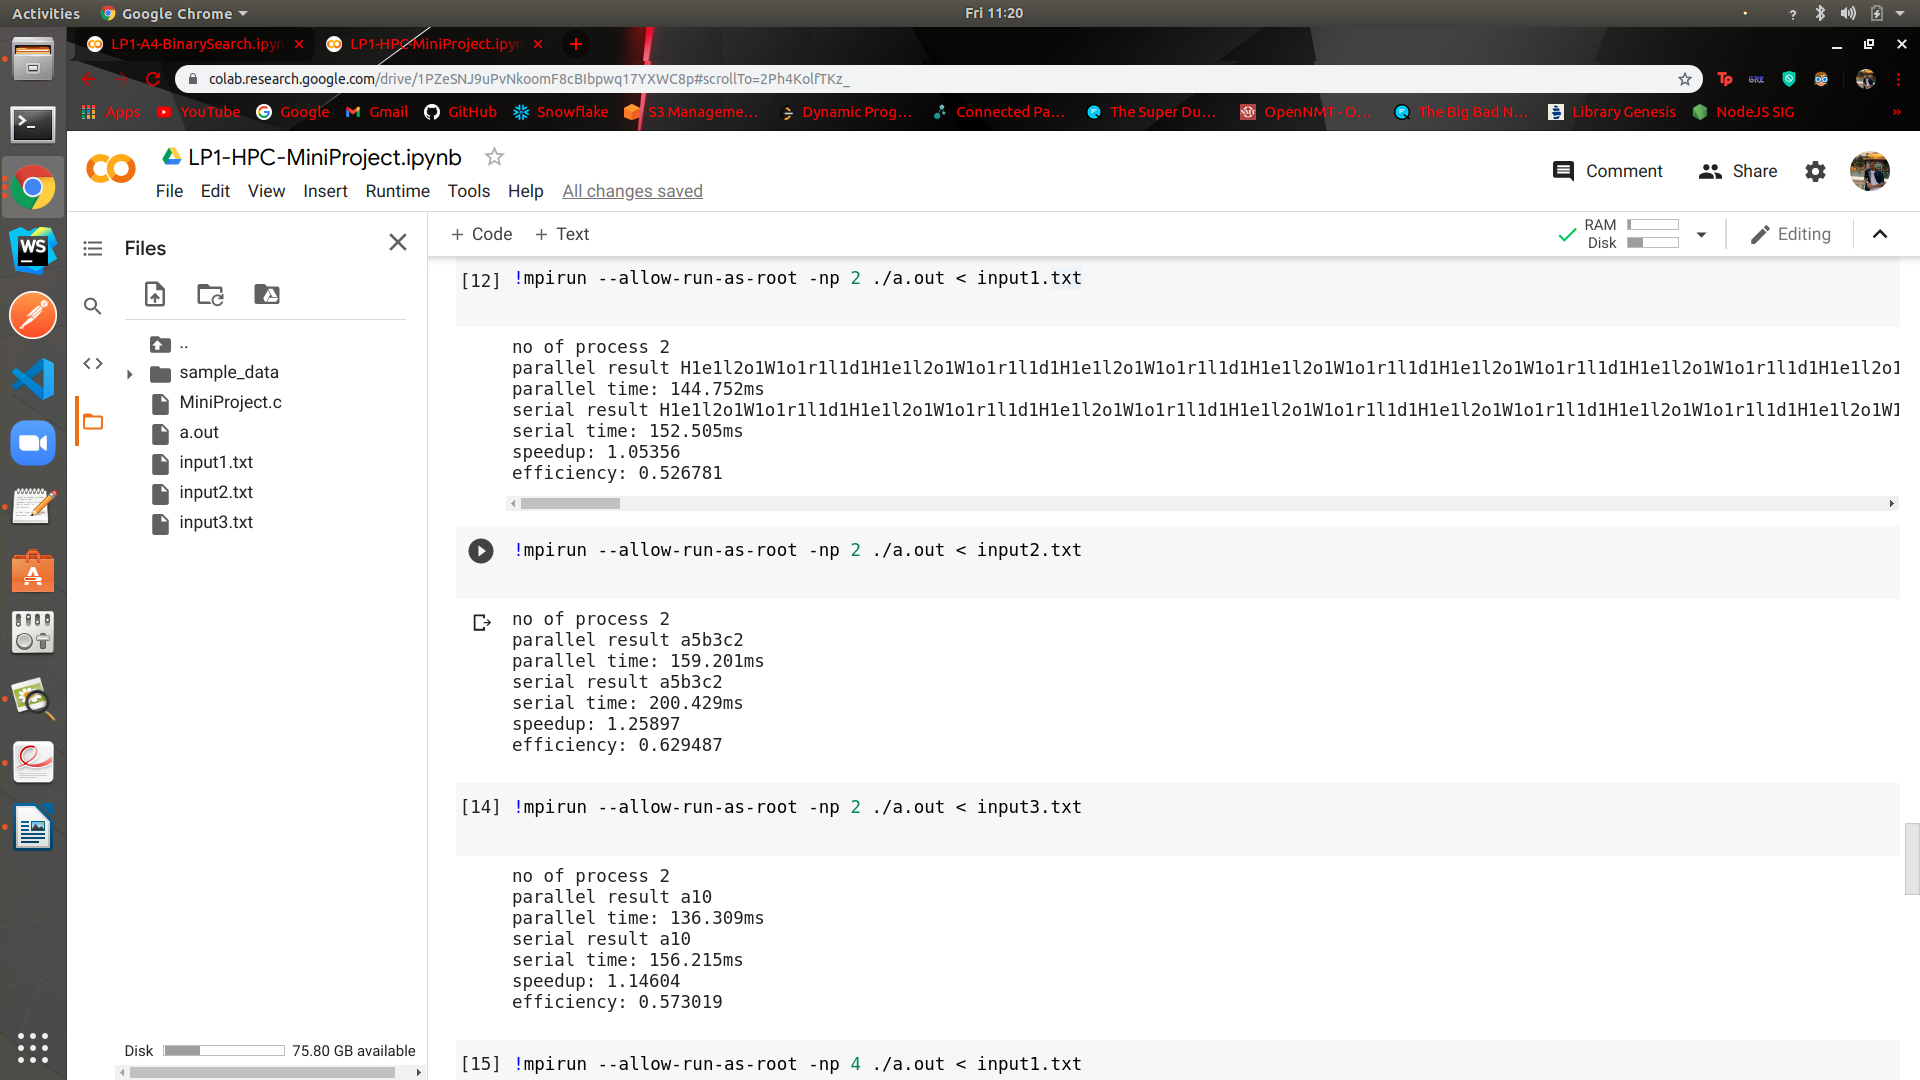 Activities Google Chrome Fri 11:20
LP1-A4-BinarySearch.ipyn LP1-HPC-MiniProject.ipyn
colab.research.google.com/drive/1PZeSNJ9uPvNkoomF8cBIbpwq17YXWC8p#scrollTo=2Ph4KolfTKz_
Apps YouTube Google Gmail GitHub Snowflake S3 Manageme... Dynamic Prog... Connected Pa... The Super Du... OpenNMT - O... The Big Bad N... Library Genesis NodeJS SIG »
LP1-HPC-MiniProject.ipynb
File Edit View Insert Runtime Tools Help All changes saved
Comment Share
Files
+ Code + Text
RAM
Disk
Editing
..
sample_data
MiniProject.c
a.out
input1.txt
input2.txt
input3.txt
Disk 75.80 GB available
[12] !mpirun --allow-run-as-root -np 2 ./a.out < input1.txt
no of process 2
parallel result H1e1l2o1W1o1r1l1d1H1e1l2o1W1o1r1l1d1H1e1l2o1W1o1r1l1d1H1e1l2o1W1o1r1l1d1H1e1l2o1W1o1r1l1d1H1e1l2o1W1o1r1l1d1H1e1l2o1
parallel time: 144.752ms
serial result H1e1l2o1W1o1r1l1d1H1e1l2o1W1o1r1l1d1H1e1l2o1W1o1r1l1d1H1e1l2o1W1o1r1l1d1H1e1l2o1W1o1r1l1d1H1e1l2o1W1o1r1l1d1H1e1l2o1W1
serial time: 152.505ms
speedup: 1.05356
efficiency: 0.526781
!mpirun --allow-run-as-root -np 2 ./a.out < input2.txt
no of process 2
parallel result a5b3c2
parallel time: 159.201ms
serial result a5b3c2
serial time: 200.429ms
speedup: 1.25897
efficiency: 0.629487
[14] !mpirun --allow-run-as-root -np 2 ./a.out < input3.txt
no of process 2
parallel result a10
parallel time: 136.309ms
serial result a10
serial time: 156.215ms
speedup: 1.14604
efficiency: 0.573019
[15] !mpirun --allow-run-as-root -np 4 ./a.out < input1.txt
WS